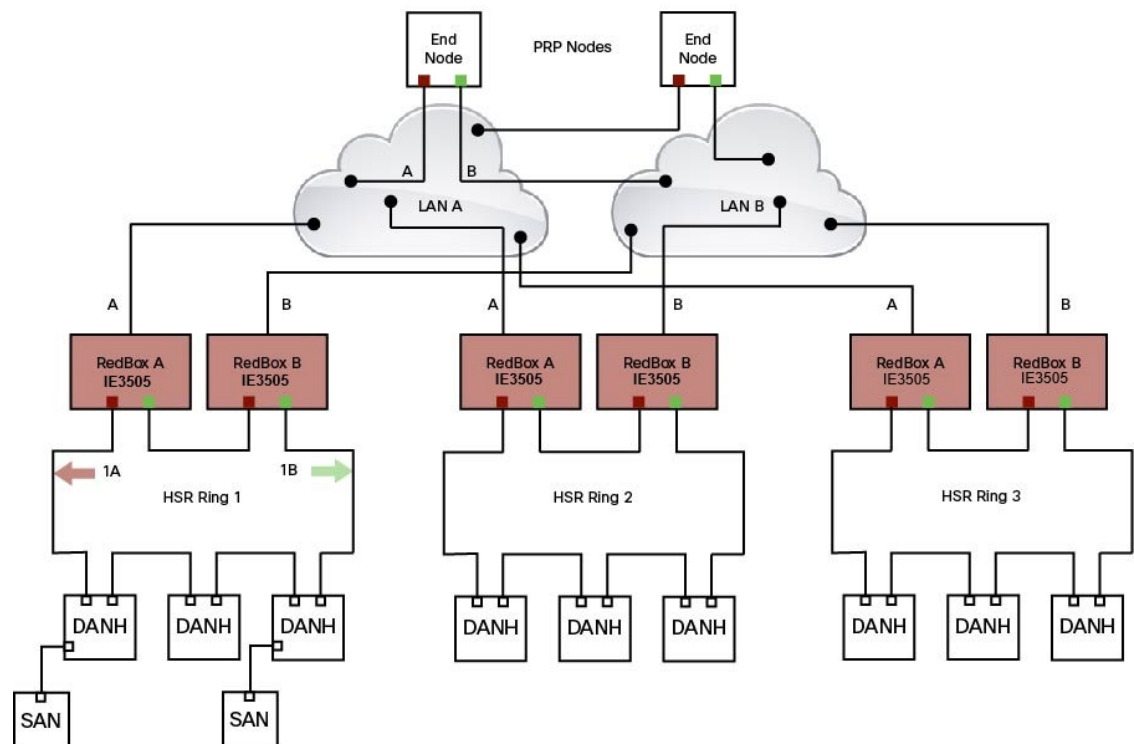 End
Node
PRP Nodes
End
Node
A
B
LAN A
LAN B
A
B
A
B
A
B
RedBox A
IE3505
RedBox B
IE3505
RedBox A
IE3505
RedBox B
IE3505
RedBox A
IE3505
RedBox B
IE3505
1A
1B
HSR Ring 1
HSR Ring 2
HSR Ring 3
DANH
DANH
DANH
DANH
DANH
DANH
DANH
DANH
DANH
SAN
SAN